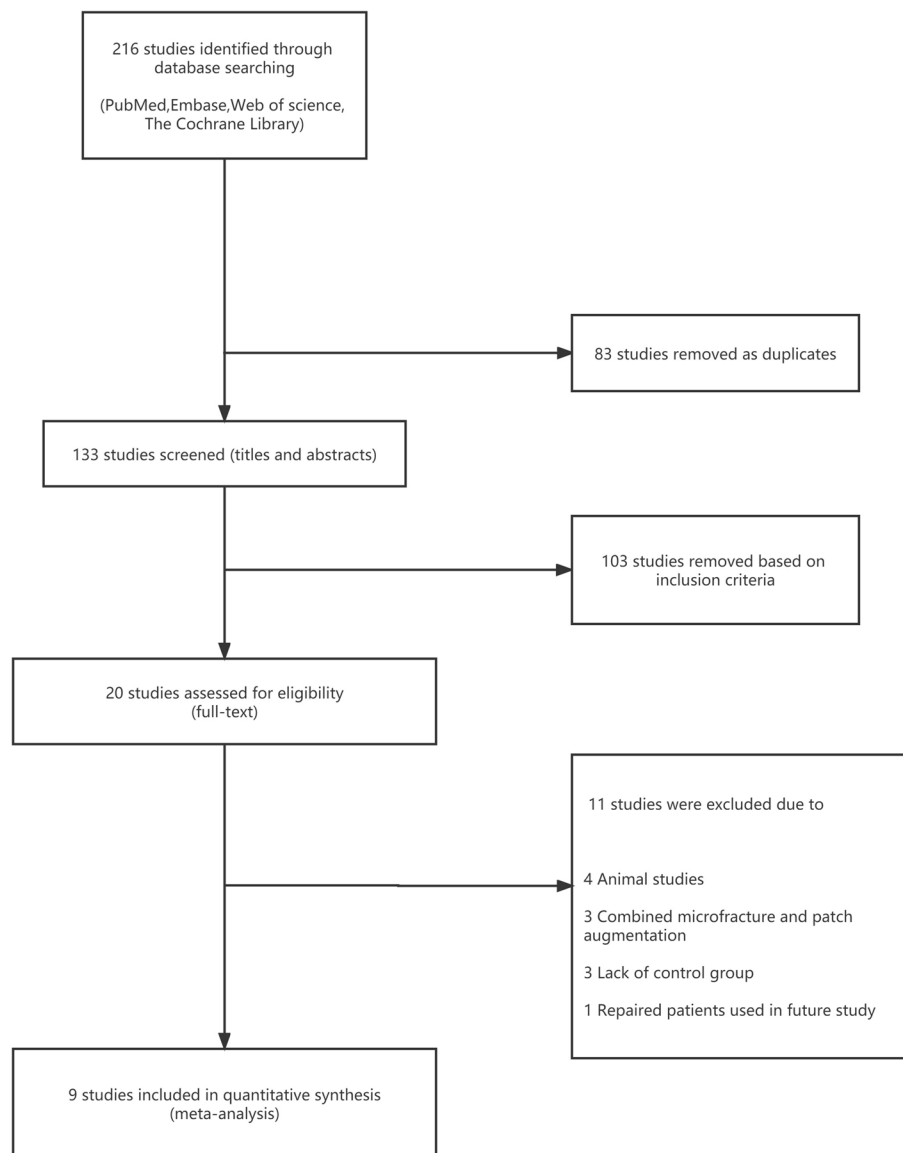 216 studies identified through
database searching
(PubMed,Embase,Web of science,
The Cochrane Library)
83 studies removed as duplicates
133 studies screened (titles and abstracts)
103 studies removed based on
inclusion criteria
20 studies assessed for eligibility
(full-text)
11 studies were excluded due to
4 Animal studies
3 Combined microfracture and patch
augmentation
3 Lack of control group
1 Repaired patients used in future study
9 studies included in quantitative synthesis
(meta-analysis)